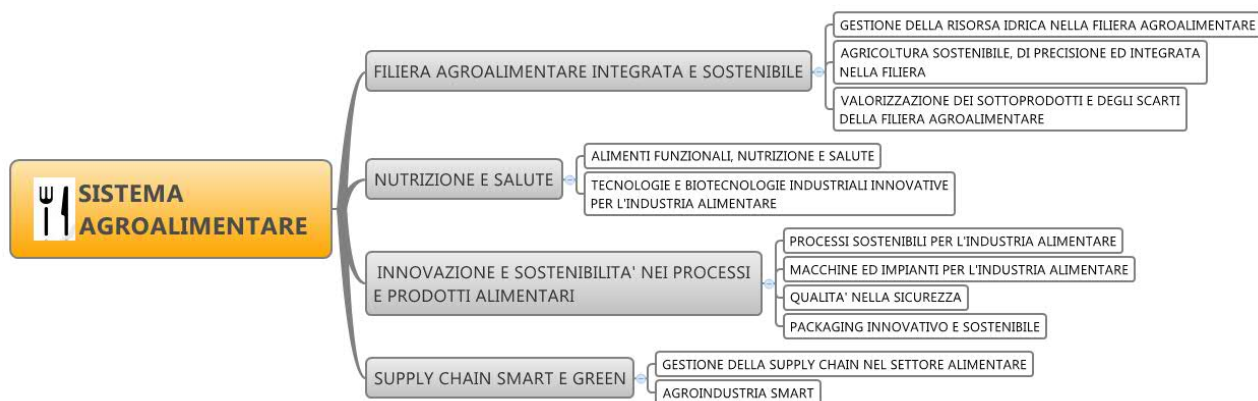 SISTEMA
AGROALIMENTARE
FILIERA AGROALIMENTARE INTEGRATA E SOSTENIBILE
GESTIONE DELLA RISORSA IDRICA NELLA FILIERA AGROALIMENTARE
AGRICOLTURA SOSTENIBILE, DI PRECISIONE ED INTEGRATA
NELLA FILIERA
VALORIZZAZIONE DEI SOTTOPRODOTTI E DEGLI SCARTI
DELLA FILIERA AGROALIMENTARE
NUTRIZIONE E SALUTE
ALIMENTI FUNZIONALI, NUTRIZIONE E SALUTE
TECNOLOGIE E BIOTECNOLOGIE INDUSTRIALI INNOVATIVE
PER L'INDUSTRIA ALIMENTARE
INNOVAZIONE E SOSTENIBILITA' NEI PROCESSI
E PRODOTTI ALIMENTARI
PROCESSI SOSTENIBILI PER L'INDUSTRIA ALIMENTARE
MACCHINE ED IMPIANTI PER L'INDUSTRIA ALIMENTARE
QUALITA' NELLA SICUREZZA
PACKAGING INNOVATIVO E SOSTENIBILE
SUPPLY CHAIN SMART E GREEN
GESTIONE DELLA SUPPLY CHAIN NEL SETTORE ALIMENTARE
AGROINDUSTRIA SMART